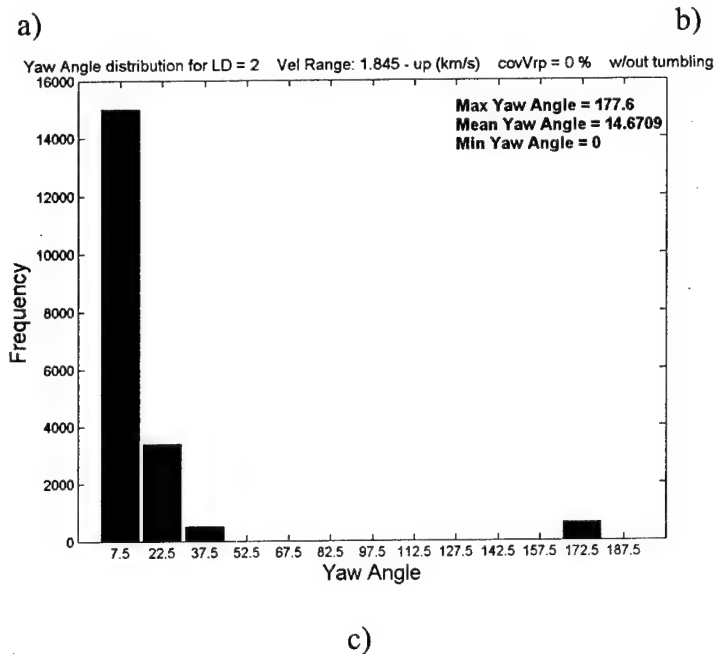 a)
b)
Yaw Angle distribution for LD = 2 Vel Range: 1.845 - up (km/s) covVrp = 0 % w/out tumbling
Max Yaw Angle = 177.6
Mean Yaw Angle = 14.6709
Min Yaw Angle = 0
16000
14000
12000
10000
8000
6000
4000
2000
0
Frequency
7.5 22.5 37.5 52.5 67.5 82.5 97.5 112.5 127.5 142.5 157.5 172.5 187.5
Yaw Angle
c)